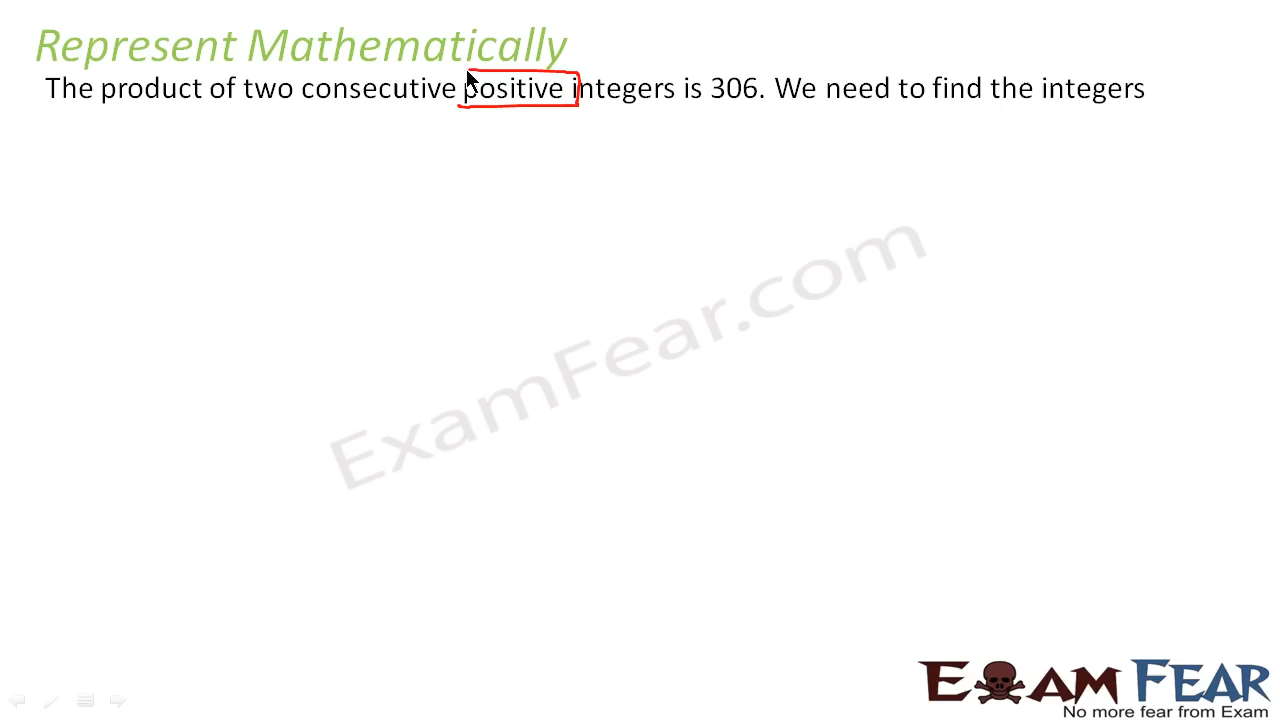 Represent Mathematically
The product of two consecutive positive integers is 306. We need to find the integers
ExamFear.com
EXAM FEAR
No more fear from Exam